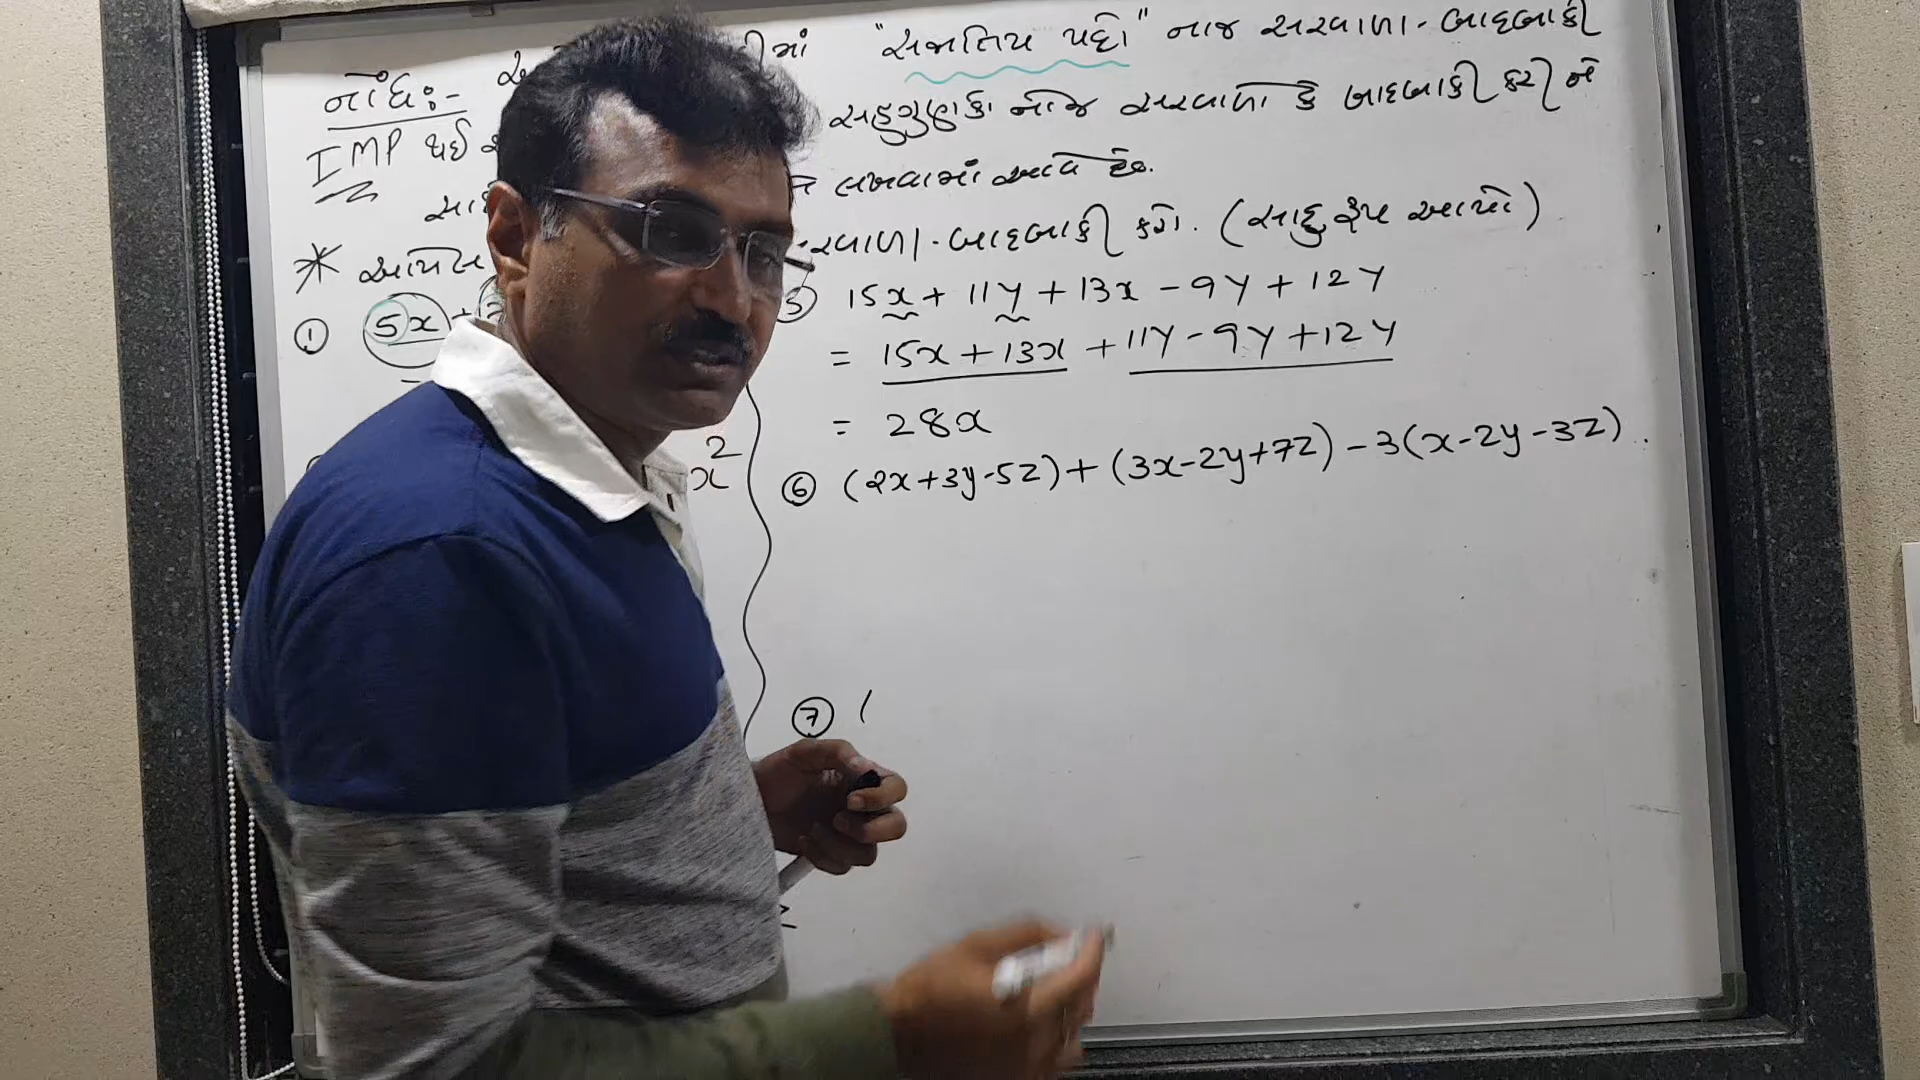 નોંધ:- માં "સજાતિય પદો" નાજ સરવાળા-બાદબાકી
IMP થઈ સહગુણકો નોજ સરવાળા કે બાદબાકી કરી ને
લખવામાં આવે છે.
* આપેલ સરવાળા-બાદબાકી કરો. (સાદુ રૂપ આપો)
① 5x +
x²
⑤ 15x + 11y + 13x - 9y + 12y
= 15x + 13x + 11y - 9y + 12y
= 28x
⑥ (2x+3y-5z)+(3x-2y+7z)-3(x-2y-3z).
⑦ (